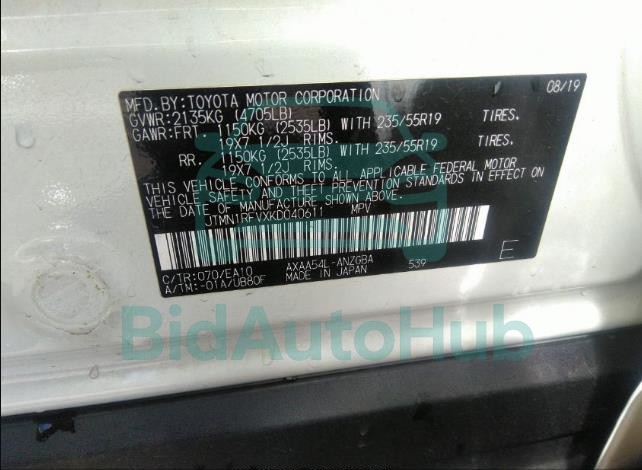 MFD.BY:TOYOTA MOTOR CORPORATION 08/19
GVWR:2135KG (4705LB)
GAWR:FRT. 1150KG (2535LB) WITH 235/55R19 TIRES.
19X7 1/2J RIMS.
RR. 1150KG (2535LB) WITH 235/55R19 TIRES.
19X7 1/2J RIMS.
THIS VEHICLE CONFORMS TO ALL APPLICABLE FEDERAL MOTOR
VEHICLE SAFETY AND THEFT PREVENTION STANDARDS IN EFFECT ON
THE DATE OF MANUFACTURE SHOWN ABOVE.
JTMN1RFVXKD040611 MPV
C/TR:070/EA10 AXAA54L-ANZGBA 539 E
A/TM:-01A/UB80F MADE IN JAPAN
BidAutoHub